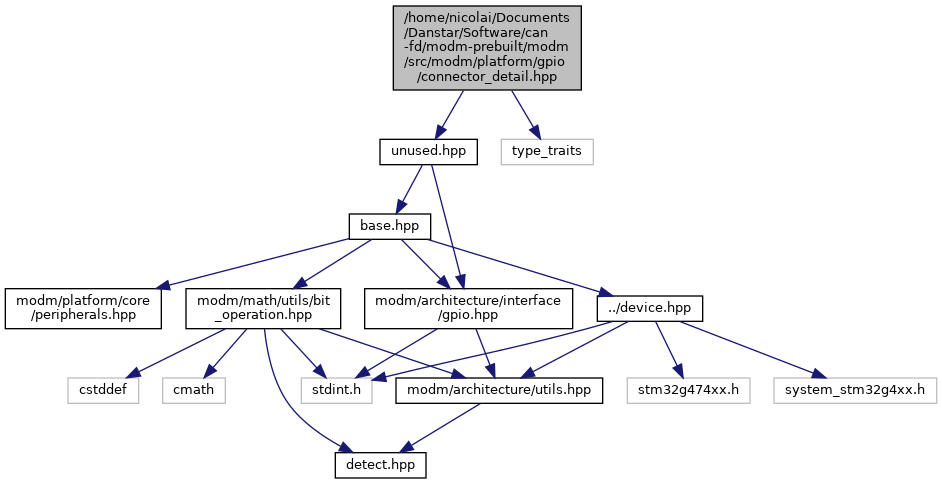 /home/nicolai/Documents
/Danstar/Software/can
-fd/modm-prebuilt/modm
/src/modm/platform/gpio
/connector_detail.hpp
unused.hpp
type_traits
base.hpp
modm/platform/core
/peripherals.hpp
modm/math/utils/bit
_operation.hpp
modm/architecture/interface
/gpio.hpp
../device.hpp
cstddef
cmath
stdint.h
modm/architecture/utils.hpp
stm32g474xx.h
system_stm32g4xx.h
detect.hpp